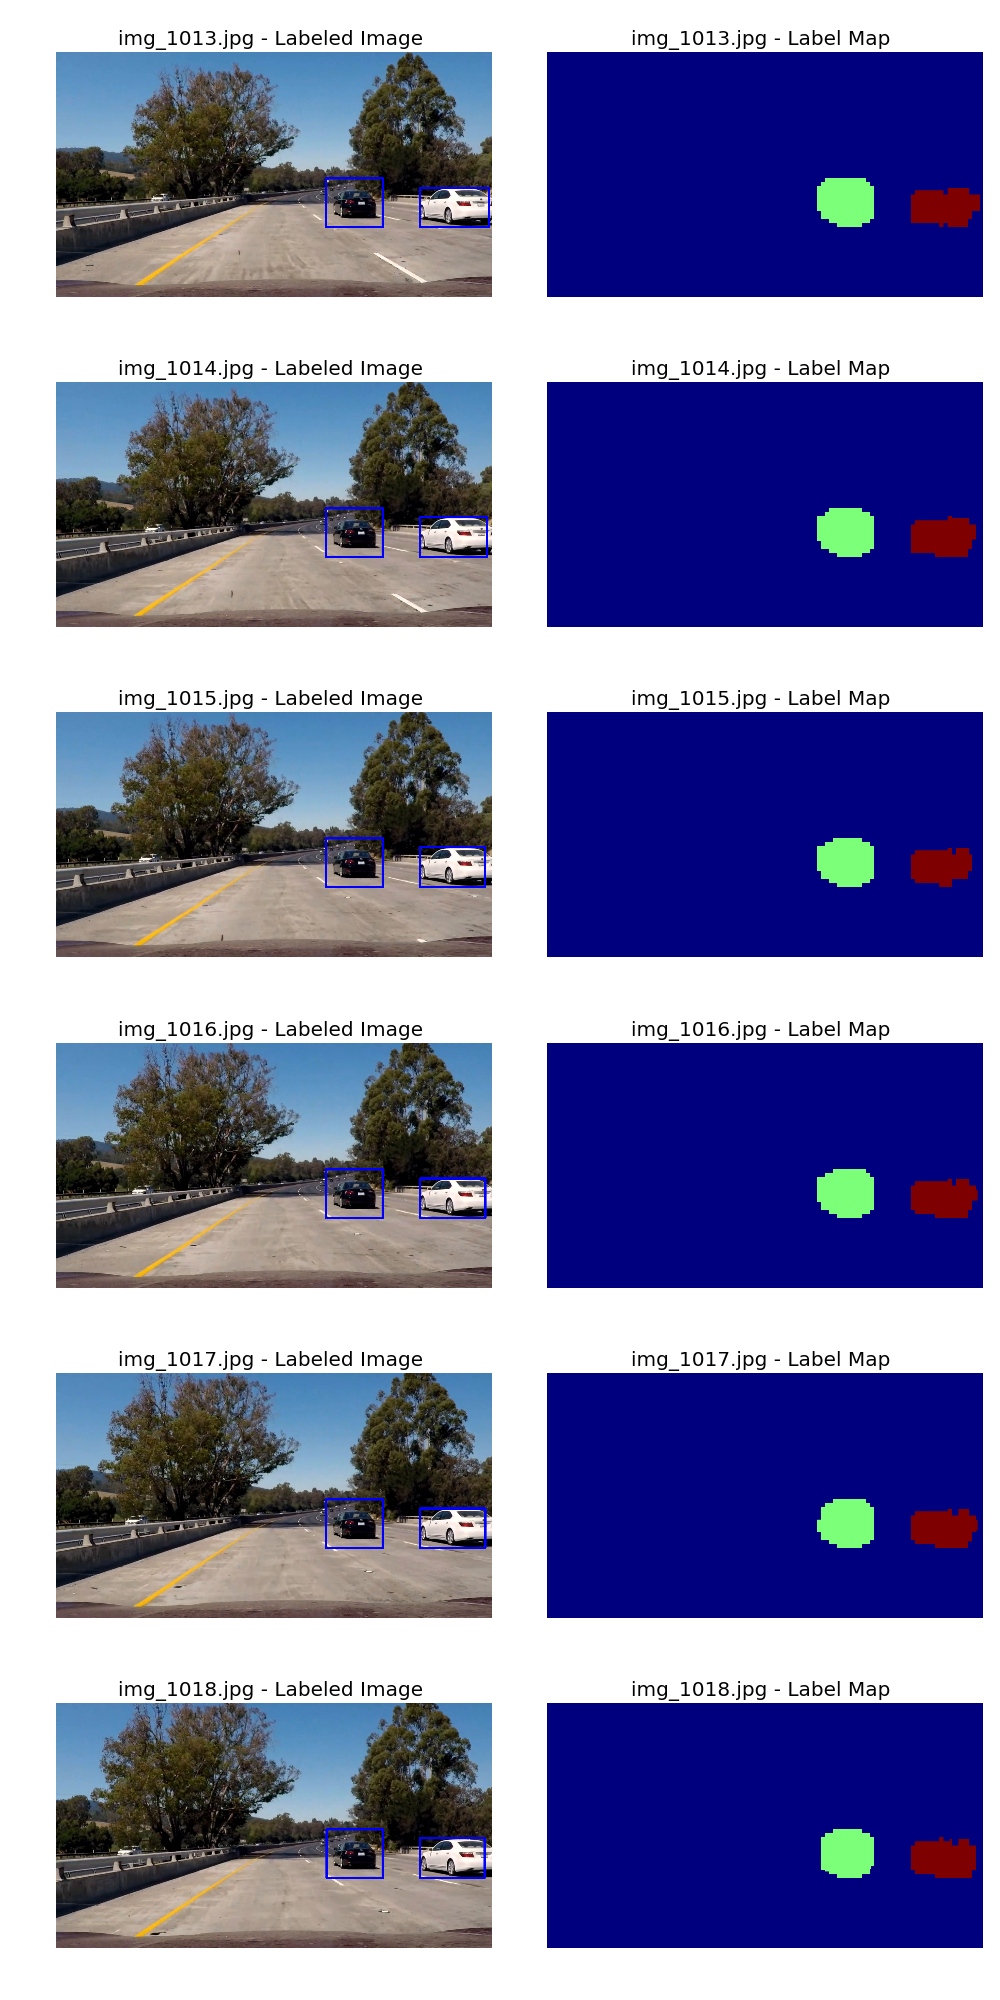 img_1013.jpg - Labeled Image
img_1013.jpg - Label Map
img_1014.jpg - Labeled Image
img_1014.jpg - Label Map
img_1015.jpg - Labeled Image
img_1015.jpg - Label Map
img_1016.jpg - Labeled Image
img_1016.jpg - Label Map
img_1017.jpg - Labeled Image
img_1017.jpg - Label Map
img_1018.jpg - Labeled Image
img_1018.jpg - Label Map